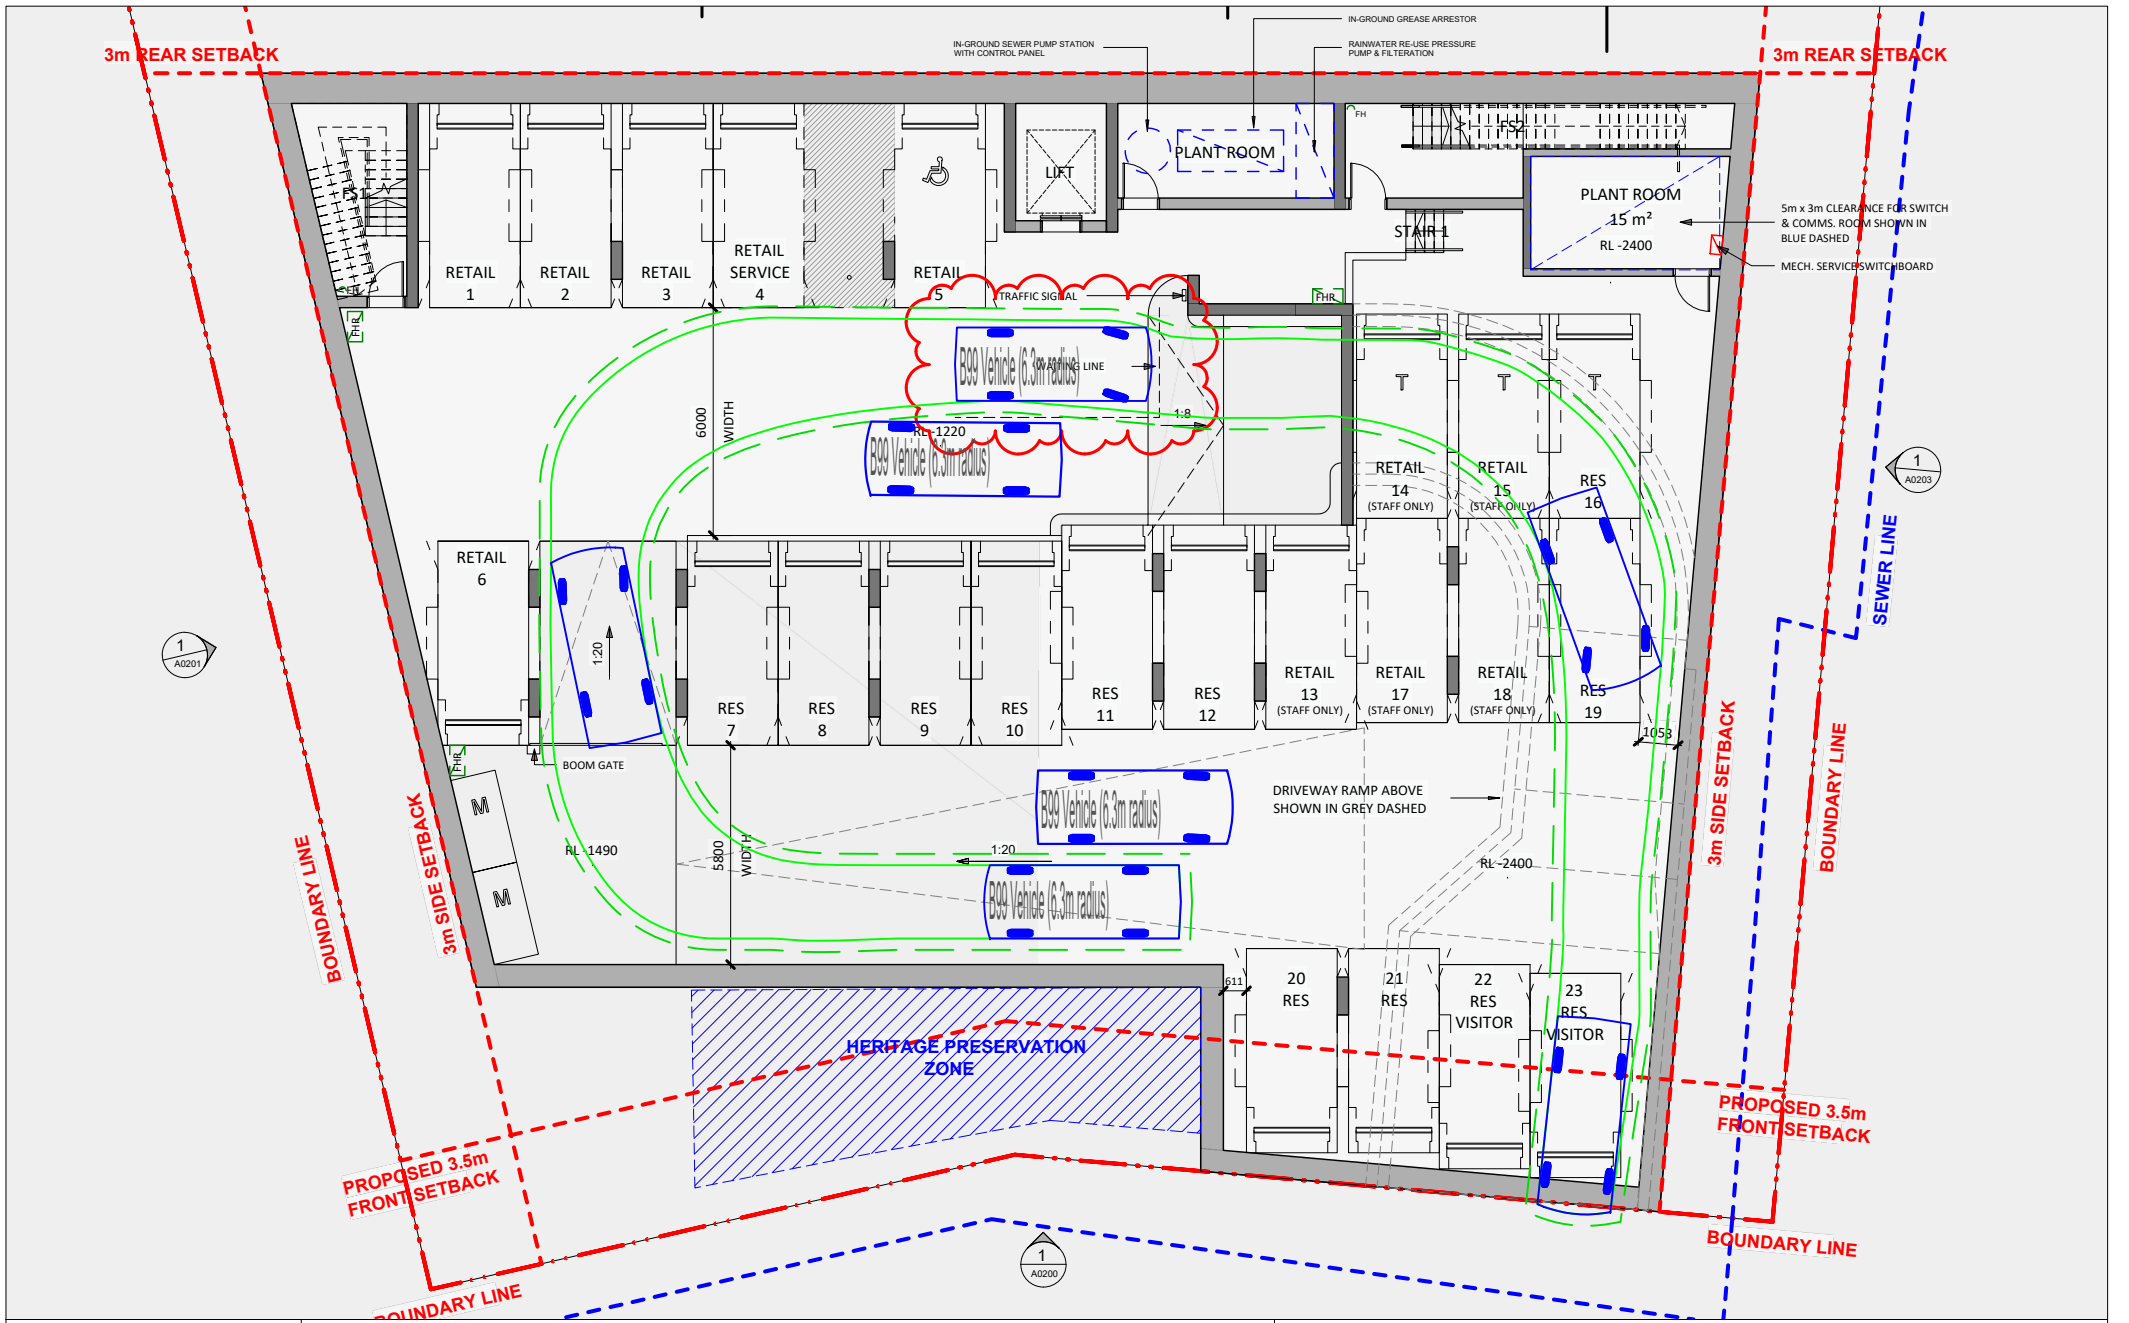 IN-GROUND GREASE ARRESTOR
IN-GROUND SEWER PUMP STATION
WITH CONTROL PANEL
RAINWATER RE-USE PRESSURE
PUMP & FILTERATION
3m REAR SETBACK
3m REAR SETBACK
FH
FS2
PLANT ROOM
LIFT
FS1
PLANT ROOM
15 m²
RL -2400
5m x 3m CLEARANCE FOR SWITCH
& COMMS. ROOM SHOWN IN
BLUE DASHED
MECH. SERVICE SWITCHBOARD
STAIR 1
RETAIL
1
RETAIL
2
RETAIL
3
RETAIL
SERVICE
4
RETAIL
5
FH
FHR
TRAFFIC SIGNAL
FHR
B99 Vehicle (6.3m radius)
WAITING LINE
1:8
RL -1220
B99 Vehicle (6.3m radius)
6000
WIDTH
T
T
T
RETAIL
14
(STAFF ONLY)
RETAIL
15
(STAFF ONLY)
RES
16
1
A0203
SEWER LINE
RETAIL
6
1:20
1
A0201
RES
7
RES
8
RES
9
RES
10
RES
11
RES
12
RETAIL
13
(STAFF ONLY)
RETAIL
17
(STAFF ONLY)
RETAIL
18
(STAFF ONLY)
RES
19
1053
FHR
BOOM GATE
M
M
RL -1490
5800
WIDTH
B99 Vehicle (6.3m radius)
1:20
B99 Vehicle (6.3m radius)
DRIVEWAY RAMP ABOVE
SHOWN IN GREY DASHED
RL -2400
3m SIDE SETBACK
BOUNDARY LINE
BOUNDARY LINE
3m SIDE SETBACK
611
20
RES
21
RES
22
RES
VISITOR
23
RES
VISITOR
HERITAGE PRESERVATION
ZONE
PROPOSED 3.5m
FRONT SETBACK
PROPOSED 3.5m
FRONT SETBACK
BOUNDARY LINE
1
A0200
BOUNDARY LINE